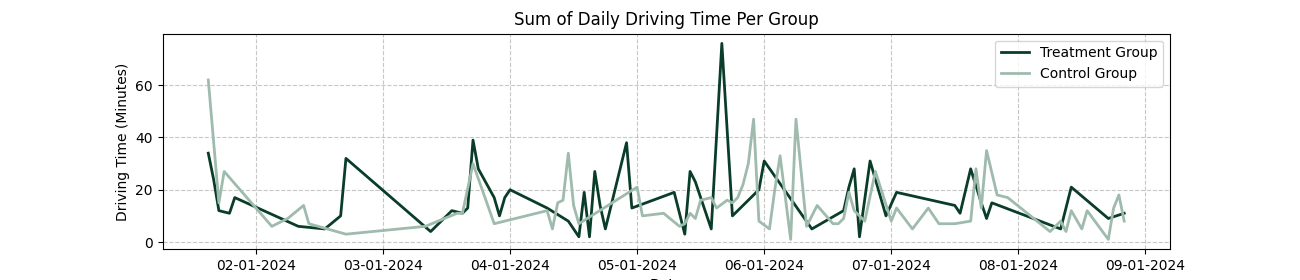 Sum of Daily Driving Time Per Group
Driving Time (Minutes)
60
40
20
0
Treatment Group
Control Group
02-01-2024 03-01-2024 04-01-2024 05-01-2024 06-01-2024 07-01-2024 08-01-2024 09-01-2024